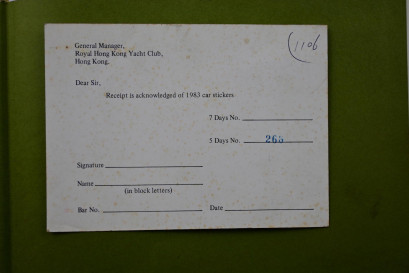 (1106
General Manager,
Royal Hong Kong Yacht Club,
Hong Kong.
Dear Sir,
Receipt is acknowledged of 1983 car stickers
7 Days No.
5 Days No. 265
Signature
Name
(in block letters)
Bar No. Date